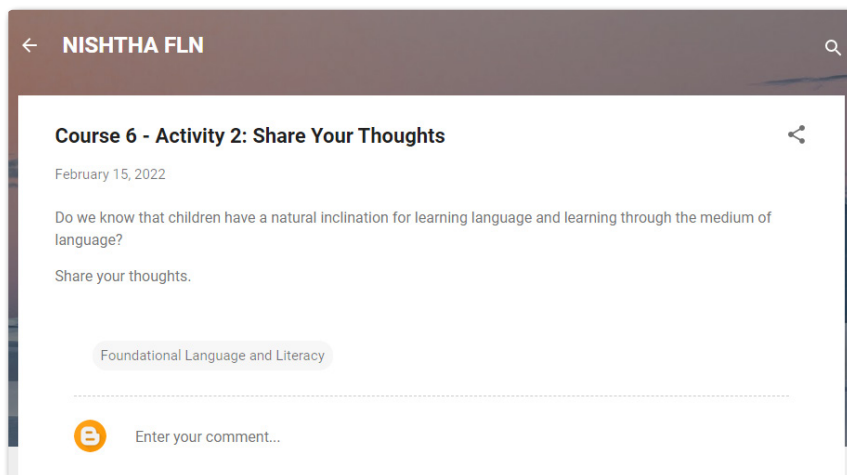 NISHTHA FLN
Course 6 - Activity 2: Share Your Thoughts
February 15, 2022
Do we know that children have a natural inclination for learning language and learning through the medium of
language?
Share your thoughts.
Foundational Language and Literacy
Enter your comment...